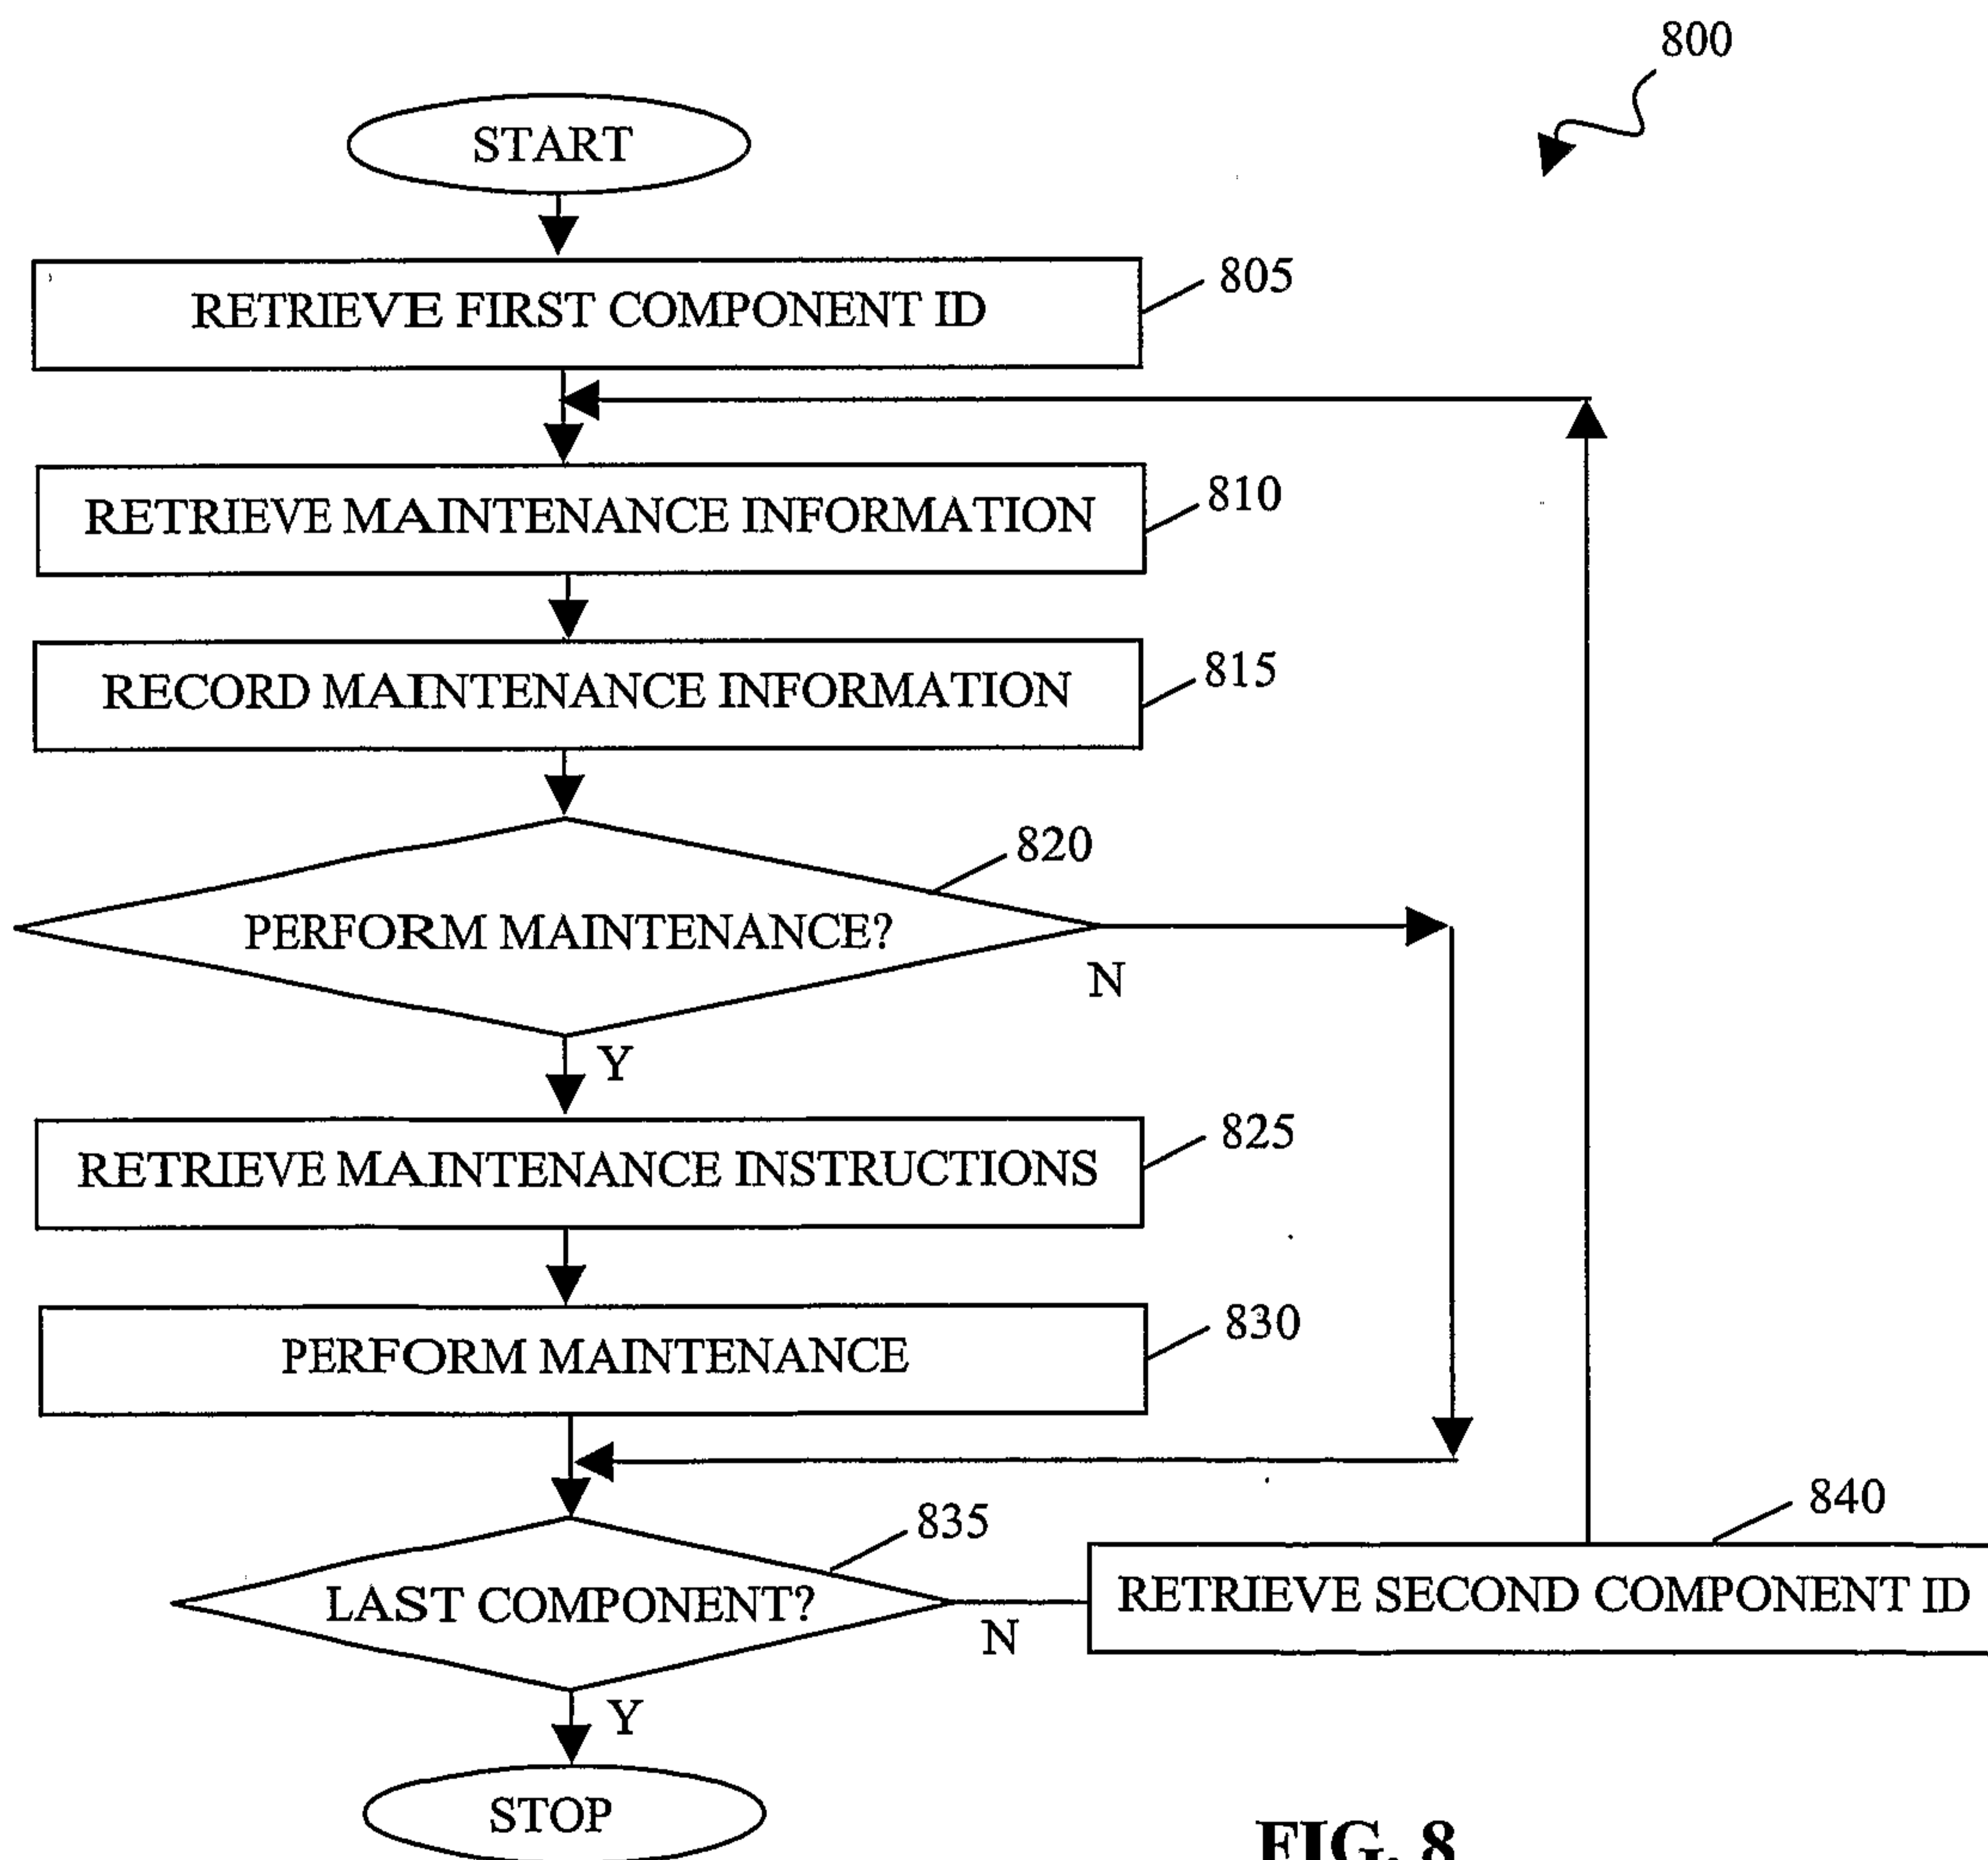 800
START
RETRIEVE FIRST COMPONENT ID
805
RETRIEVE MAINTENANCE INFORMATION
810
RECORD MAINTENANCE INFORMATION
815
820
PERFORM MAINTENANCE?
N
Y
RETRIEVE MAINTENANCE INSTRUCTIONS
825
PERFORM MAINTENANCE
830
835
LAST COMPONENT?
N
840
RETRIEVE SECOND COMPONENT ID
Y
STOP
FIG. 8